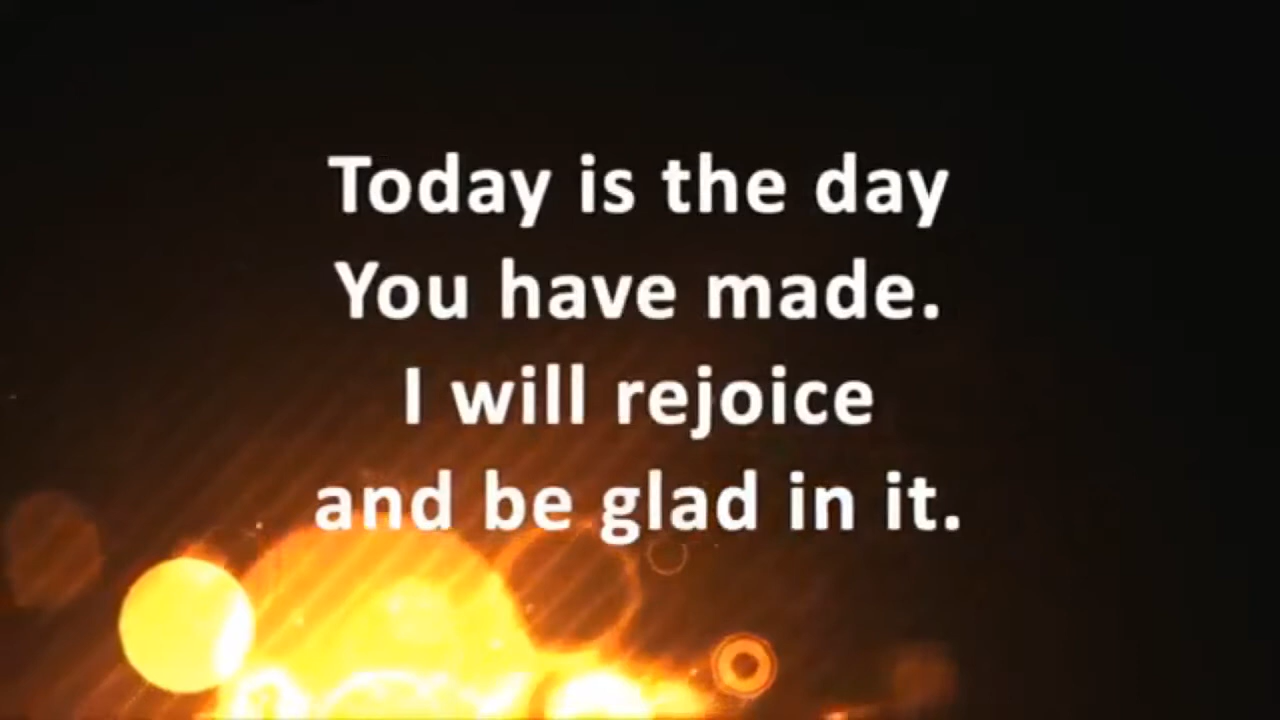 Today is the day
You have made.
I will rejoice
and be glad in it.